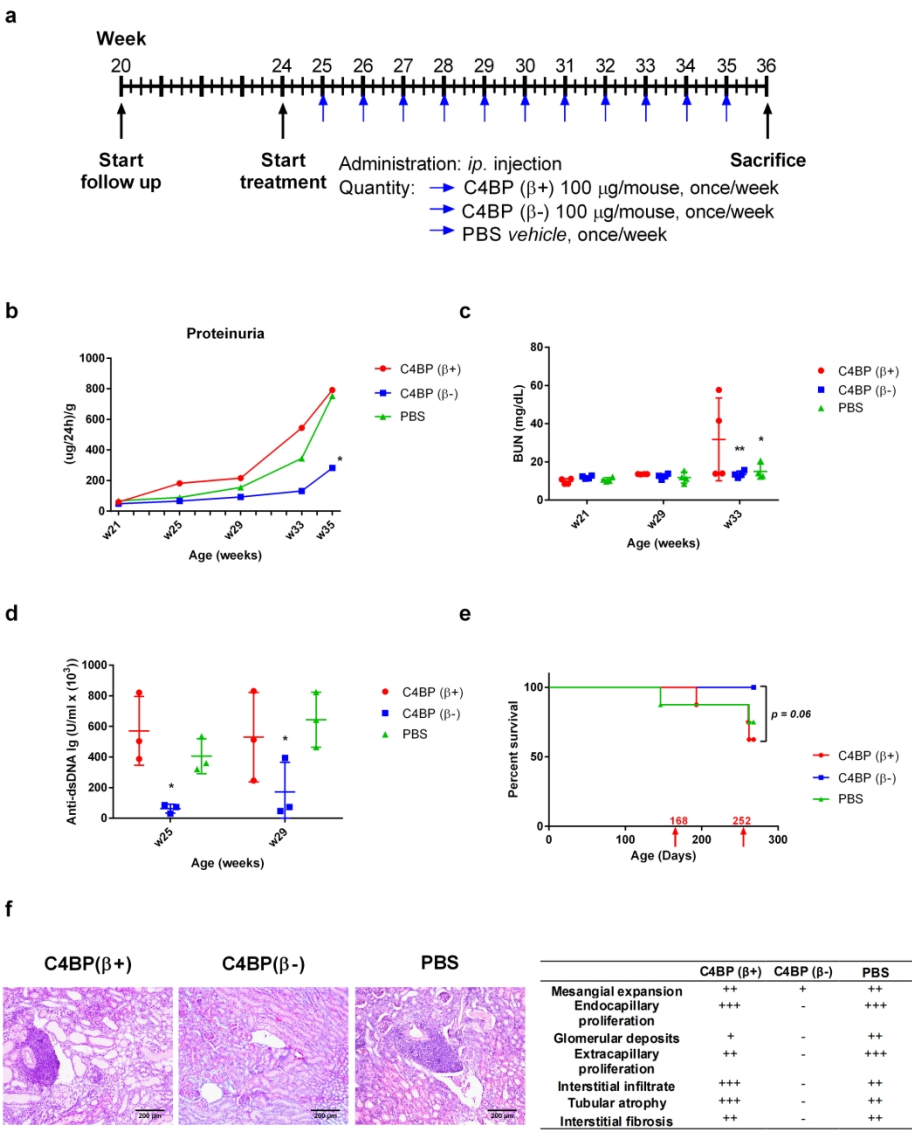 a
Week
20 24 25 26 27 28 29 30 31 32 33 34 35 36
Start
follow up
Start
treatment
Sacrifice
Administration: ip. injection
Quantity: C4BP (β+) 100 μg/mouse, once/week
C4BP (β-) 100 μg/mouse, once/week
PBS vehicle, once/week
b
Proteinuria
(ug/24h)/g
1000
800
600
400
200
0
*
w21 w25 w29 w33 w35
Age (weeks)
C4BP (β+)
C4BP (β-)
PBS
c
BUN (mg/dL)
80
60
40
20
0
** *
w21 w29 w33
Age (weeks)
C4BP (β+)
C4BP (β-)
PBS
d
Anti-dsDNA Ig (U/ml x (10³))
1000
800
600
400
200
0
* *
w25 w29
Age (weeks)
C4BP (β+)
C4BP (β-)
PBS
e
Percent survival
100
50
0
p = 0.06
168 252
0 100 200 300
Age (Days)
C4BP (β+)
C4BP (β-)
PBS
f
C4BP(β+) C4BP(β-) PBS
200 μm 200 μm 200 μm
C4BP (β+) C4BP (β-) PBS
Mesangial expansion ++ + ++
Endocapillary +++ - +++
proliferation
Glomerular deposits + - ++
Extracapillary ++ - +++
proliferation
Interstitial infiltrate +++ - ++
Tubular atrophy +++ - ++
Interstitial fibrosis ++ - ++